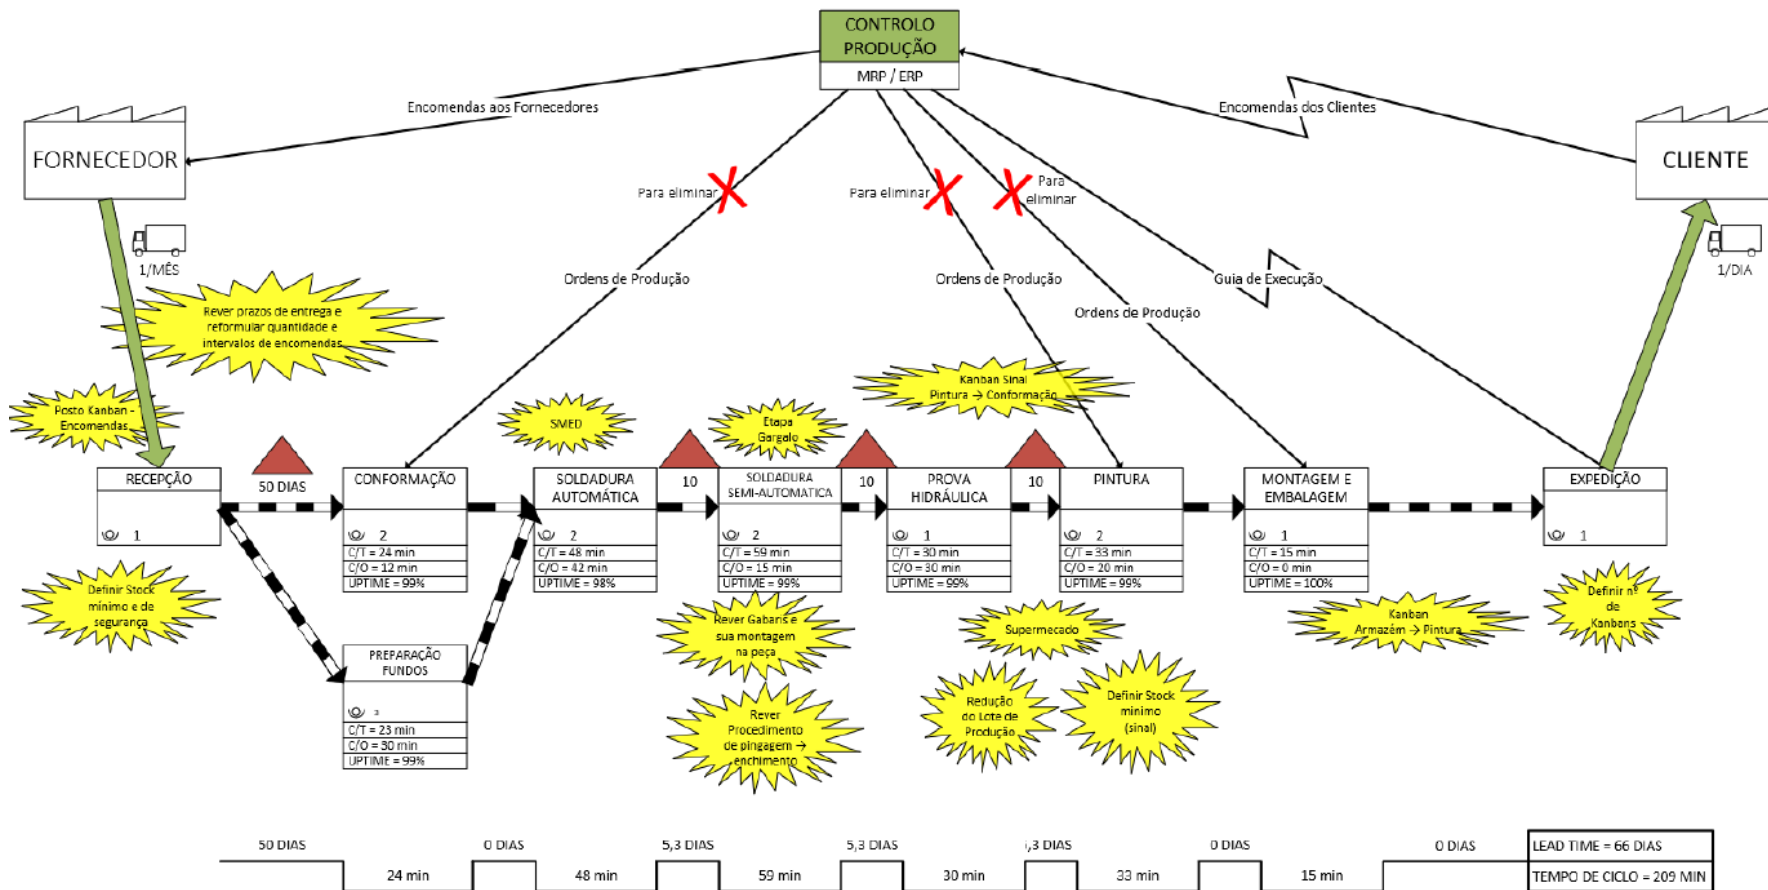 CONTROLO
PRODUÇÃO
MRP / ERP
Encomendas aos Fornecedores
Encomendas dos Clientes
FORNECEDOR
CLIENTE
Para eliminar
Para eliminar
Para
eliminar
1/MÊS
1/DIA
Ordens de Produção
Ordens de Produção
Guia de Execução
Ordens de Produção
Rever prazos de entrega e
reformular quantidade e
intervalos de encomendas
Posto Kanban -
Encomendas
SMED
Etapa
Gargalo
Kanban Sinal
Pintura → Conformação
RECEPÇÃO
1
50 DIAS
CONFORMAÇÃO
2
C/T = 24 min
C/O = 12 min
UPTIME = 99%
SOLDADURA
AUTOMÁTICA
2
C/T = 48 min
C/O = 42 min
UPTIME = 98%
10
SOLDADURA
SEMI-AUTOMATICA
2
C/T = 59 min
C/O = 15 min
UPTIME = 99%
10
PROVA
HIDRÁULICA
1
C/T = 30 min
C/O = 30 min
UPTIME = 99%
10
PINTURA
2
C/T = 33 min
C/O = 20 min
UPTIME = 99%
MONTAGEM E
EMBALAGEM
1
C/T = 15 min
C/O = 0 min
UPTIME = 100%
EXPEDIÇÃO
1
Definir Stock
mínimo e de
segurança
PREPARAÇÃO
FUNDOS
C/T = 23 min
C/O = 30 min
UPTIME = 99%
Rever Gabaris e
sua montagem
na peça
Rever
Procedimento
de pingagem →
enchimento
Supermecado
Redução
do Lote de
Produção
Definir Stock
mínimo
(sinal)
Kanban
Armazém → Pintura
Definir nº
de
Kanbans
50 DIAS
0 DIAS
5,3 DIAS
5,3 DIAS
,3 DIAS
0 DIAS
0 DIAS
LEAD TIME = 66 DIAS
24 min
48 min
59 min
30 min
33 min
15 min
TEMPO DE CICLO = 209 MIN